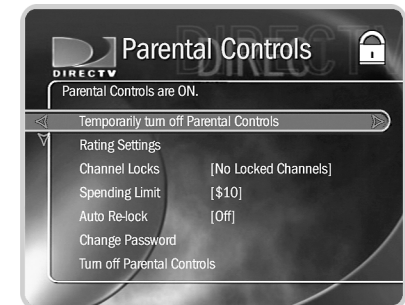 DIRECTV
Parental Controls
DIRECTV
Parental Controls are ON.
Temporarily turn off Parental Controls
Rating Settings
Channel Locks [No Locked Channels]
Spending Limit [$10]
Auto Re-lock [Off]
Change Password
Turn off Parental Controls